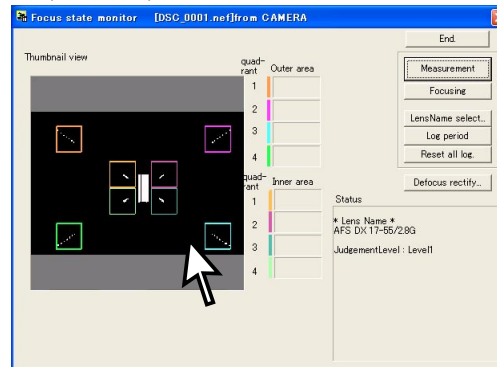 Focus state monitor [DSC_0001.nef]from CAMERA
End.
Thumbnail view
quad-
rant Outer area
1
2
3
4
quad-
rant Inner area
1
2
3
4
Measurement
Focusing
LensName select..
Log period
Reset all log.
Defocus rectify...
Status
* Lens Name *
AFS DX 17-55/2.8G
JudgementLevel : Level1